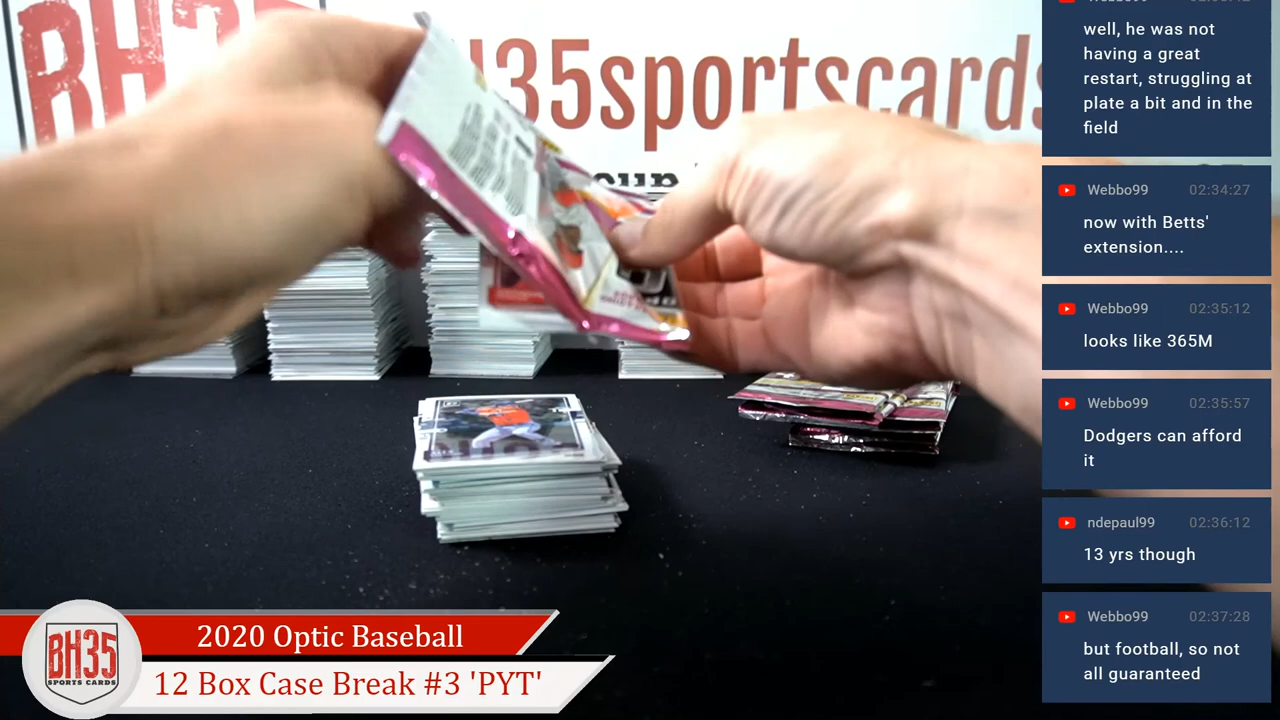 BH35
H35sportscards
well, he was not
having a great
restart, struggling at
plate a bit and in the
field
Webbo99 02:34:27
now with Betts'
extension....
Webbo99 02:35:12
looks like 365M
Webbo99 02:35:57
Dodgers can afford
it
ndepaul99 02:36:12
13 yrs though
Webbo99 02:37:28
but football, so not
all guaranteed
2020 Optic Baseball
12 Box Case Break #3 'PYT'
BH35
SPORTS CARDS